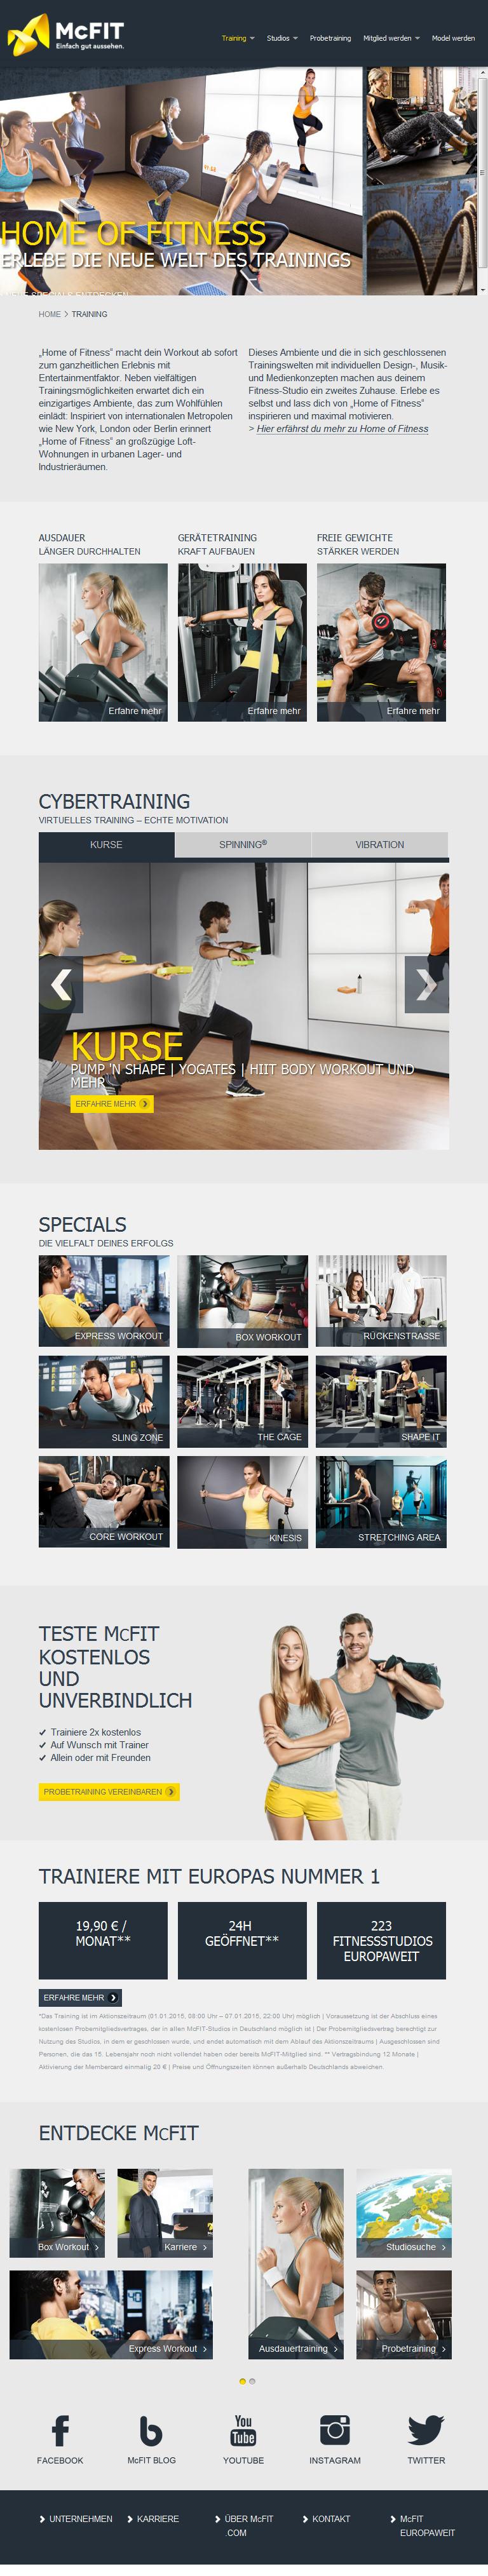 McFIT
Einfach gut aussehen.
Training
Studios
Probetraining
Mitglied werden
Model werden
HOME OF FITNESS
ERLEBE DIE NEUE WELT DES TRAININGS
HOME > TRAINING
„Home of Fitness“ macht dein Workout ab sofort
zum ganzheitlichen Erlebnis mit
Entertainmentfaktor. Neben vielfältigen
Trainingsmöglichkeiten erwartet dich ein
einzigartiges Ambiente, das zum Wohlfühlen
einlädt: Inspiriert von internationalen Metropolen
wie New York, London oder Berlin erinnert
„Home of Fitness“ an großzügige Loft-
Wohnungen in urbanen Lager- und
Industrieräumen.
Dieses Ambiente und die in sich geschlossenen
Trainingswelten mit individuellen Design-, Musik-
und Medienkonzepten machen aus deinem
Fitness-Studio ein zweites Zuhause. Erlebe es
selbst und lass dich von „Home of Fitness“
inspirieren und maximal motivieren.
> Hier erfährst du mehr zu Home of Fitness
AUSDAUER
LÄNGER DURCHHALTEN
Erfahre mehr
GERÄTETRAINING
KRAFT AUFBAUEN
Erfahre mehr
FREIE GEWICHTE
STÄRKER WERDEN
Erfahre mehr
CYBERTRAINING
VIRTUELLES TRAINING – ECHTE MOTIVATION
KURSE
SPINNING®
VIBRATION
KURSE
PUMP 'N SHAPE | YOGATES | HIIT BODY WORKOUT UND
MEHR
ERFAHRE MEHR
SPECIALS
DIE VIELFALT DEINES ERFOLGS
EXPRESS WORKOUT
BOX WORKOUT
RÜCKENSTRASSE
SLING ZONE
THE CAGE
SHAPE IT
CORE WORKOUT
KINESIS
STRETCHING AREA
TESTE McFIT
KOSTENLOS
UND
UNVERBINDLICH
Trainiere 2x kostenlos
Auf Wunsch mit Trainer
Allein oder mit Freunden
PROBETRAINING VEREINBAREN
TRAINIERE MIT EUROPAS NUMMER 1
19,90 € /
MONAT**
24H
GEÖFFNET**
223
FITNESSSTUDIOS
EUROPAWEIT
ERFAHRE MEHR
*Das Training ist im Aktionszeitraum (01.01.2015, 08:00 Uhr – 07.01.2015, 22:00 Uhr) möglich | Voraussetzung ist der Abschluss eines
kostenlosen Probemitgliedsvertrages, der in allen McFIT-Studios in Deutschland möglich ist | Der Probemitgliedsvertrag berechtigt zur
Nutzung des Studios, in dem er geschlossen wurde, und endet automatisch mit dem Ablauf des Aktionszeitraums | Ausgeschlossen sind
Personen, die das 15. Lebensjahr noch nicht vollendet haben oder bereits McFIT-Mitglied sind. ** Vertragsbindung 12 Monate |
Aktivierung der Membercard einmalig 20 € | Preise und Öffnungszeiten können außerhalb Deutschlands abweichen.
ENTDECKE McFIT
Box Workout
Karriere
Express Workout
Ausdauertraining
Studiosuche
Probetraining
You
Tube
FACEBOOK
McFIT BLOG
YOUTUBE
INSTAGRAM
TWITTER
UNTERNEHMEN
KARRIERE
ÜBER McFIT
.COM
KONTAKT
McFIT
EUROPAWEIT